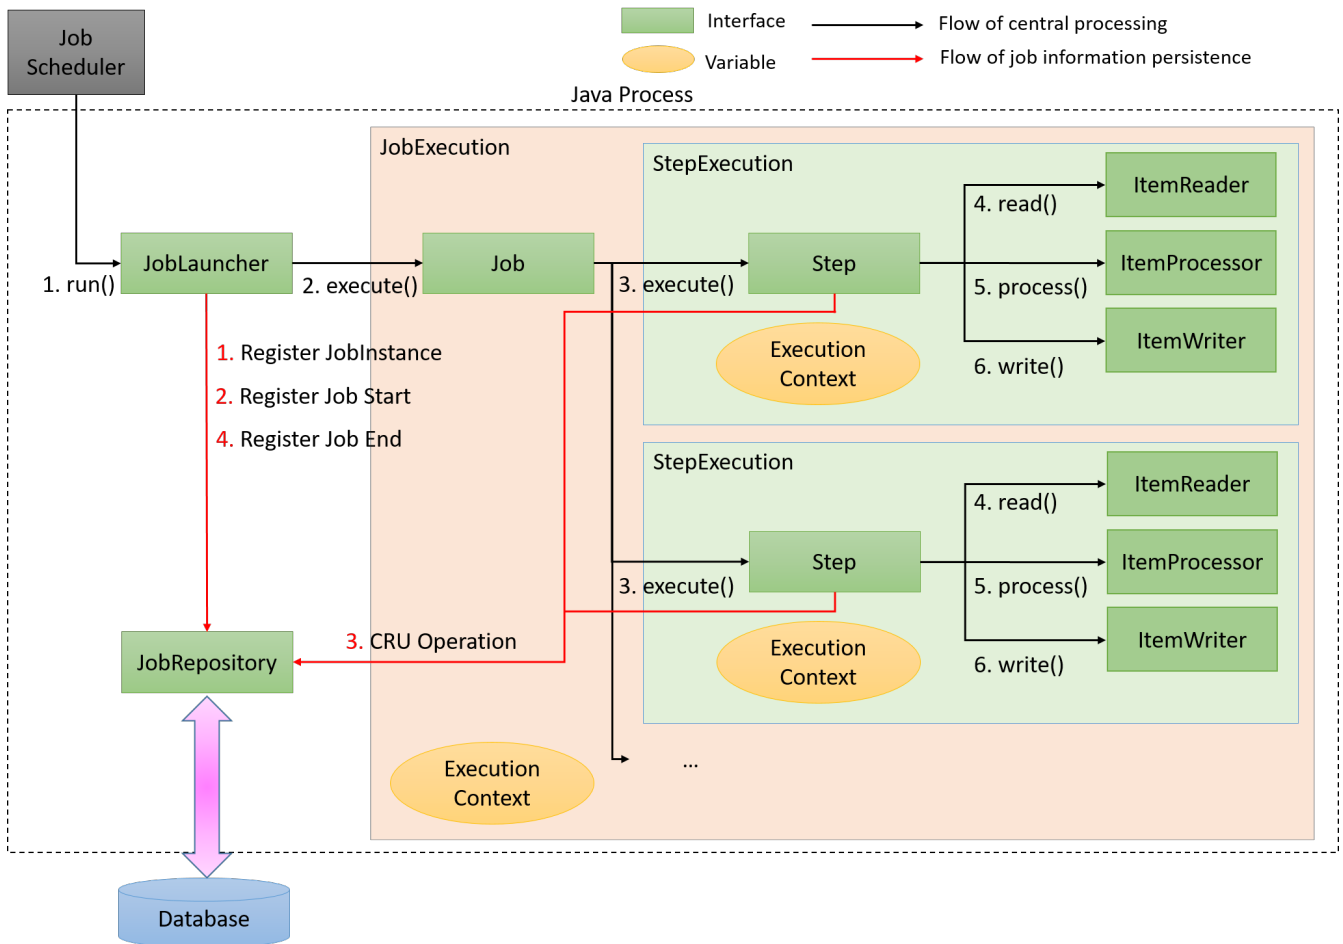 Job
Scheduler
Interface
Flow of central processing
Variable
Flow of job information persistence
Java Process
JobExecution
StepExecution
ItemReader
4. read()
JobLauncher
Job
Step
ItemProcessor
1. run()
2. execute()
3. execute()
5. process()
ItemWriter
6. write()
Execution
Context
1. Register JobInstance
2. Register Job Start
4. Register Job End
StepExecution
ItemReader
4. read()
Step
ItemProcessor
3. execute()
5. process()
ItemWriter
6. write()
Execution
Context
3. CRU Operation
JobRepository
...
Execution
Context
Database